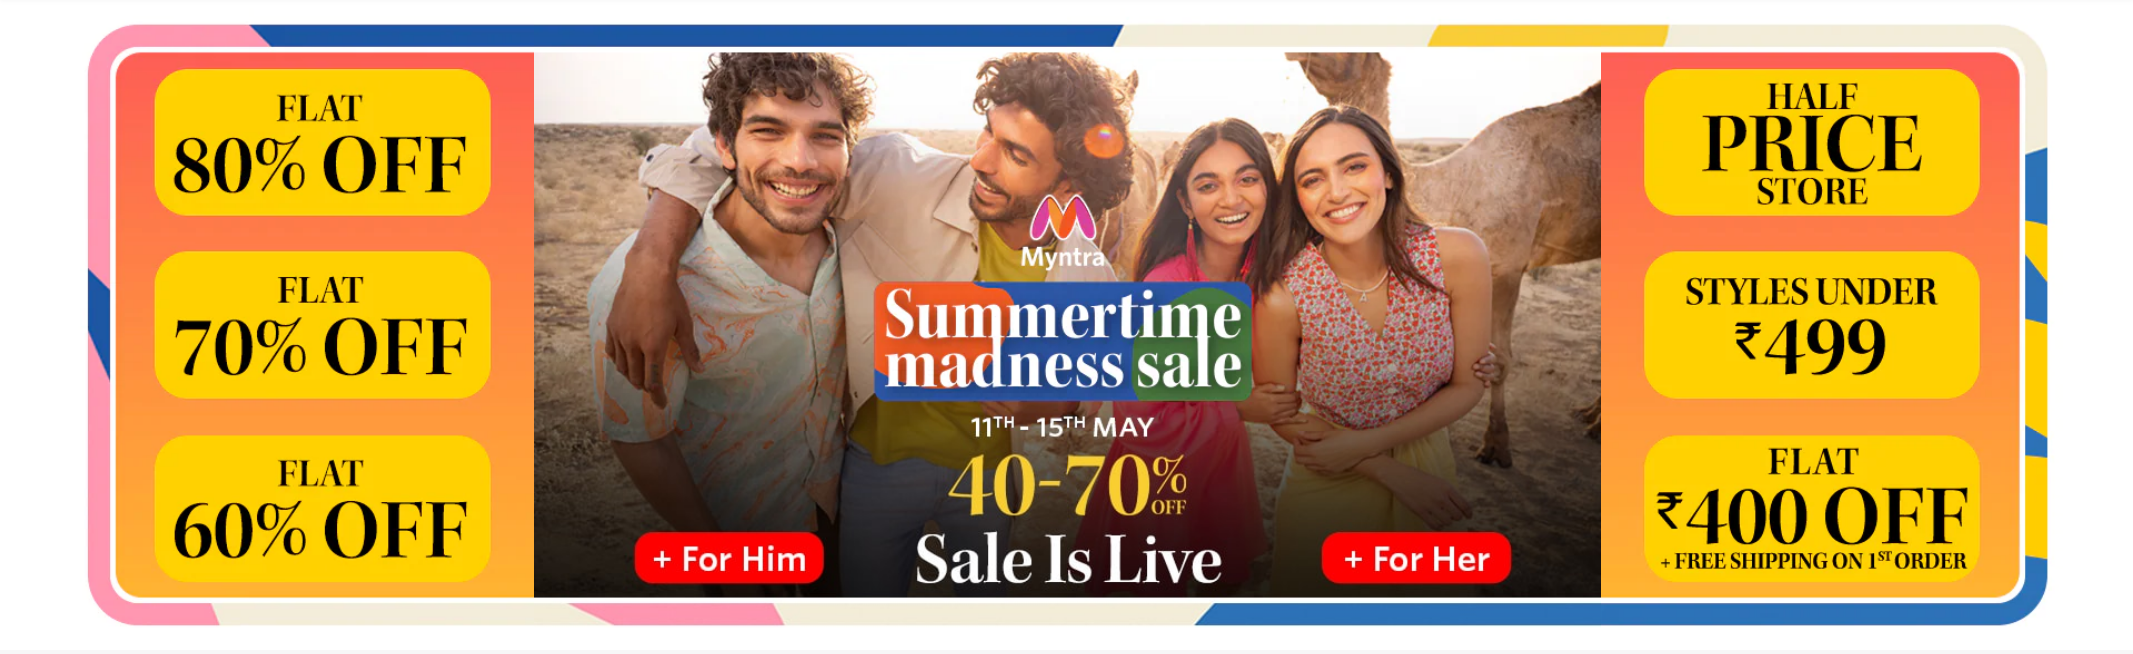 FLAT
80% OFF
FLAT
70% OFF
FLAT
60% OFF
Myntra
Summertime
madness sale
11TH - 15TH MAY
40-70% OFF
Sale Is Live
+ For Him
+ For Her
HALF
PRICE
STORE
STYLES UNDER
₹499
FLAT
₹400 OFF
+ FREE SHIPPING ON 1ST ORDER